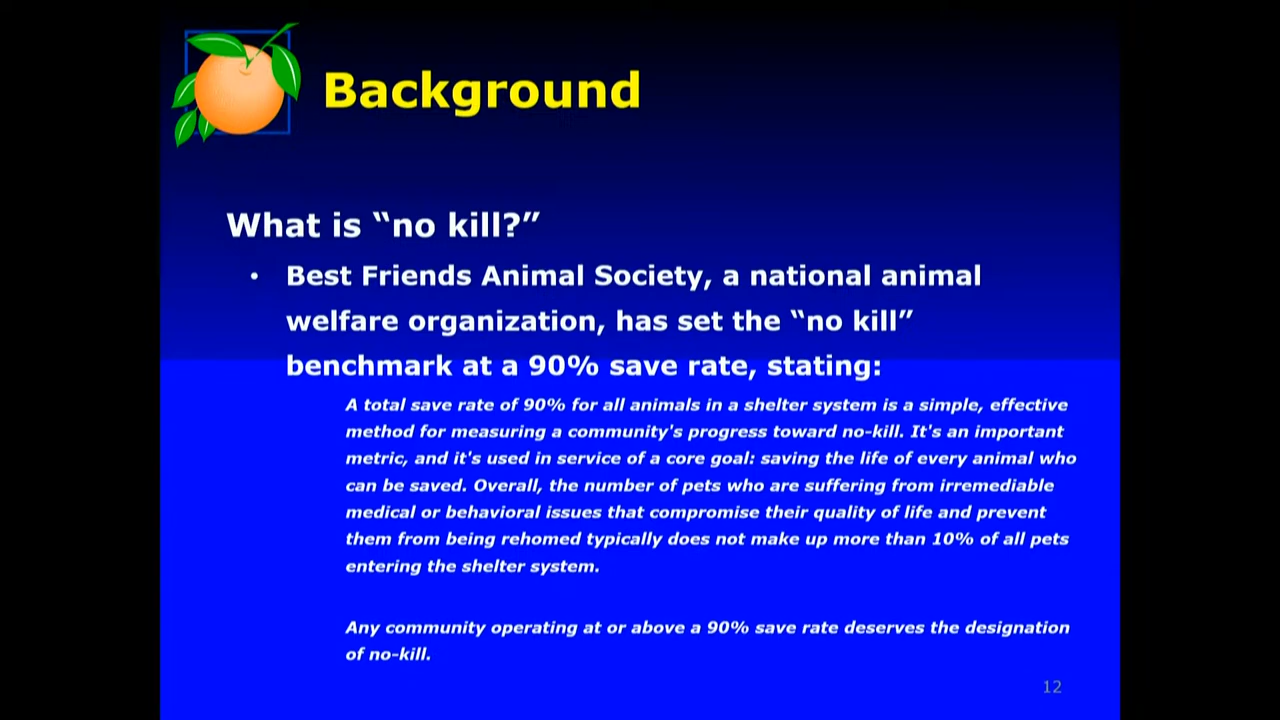 Background
What is “no kill?”
• Best Friends Animal Society, a national animal
welfare organization, has set the “no kill”
benchmark at a 90% save rate, stating:
A total save rate of 90% for all animals in a shelter system is a simple, effective
method for measuring a community's progress toward no-kill. It's an important
metric, and it's used in service of a core goal: saving the life of every animal who
can be saved. Overall, the number of pets who are suffering from irremediable
medical or behavioral issues that compromise their quality of life and prevent
them from being rehomed typically does not make up more than 10% of all pets
entering the shelter system.
Any community operating at or above a 90% save rate deserves the designation
of no-kill.
12